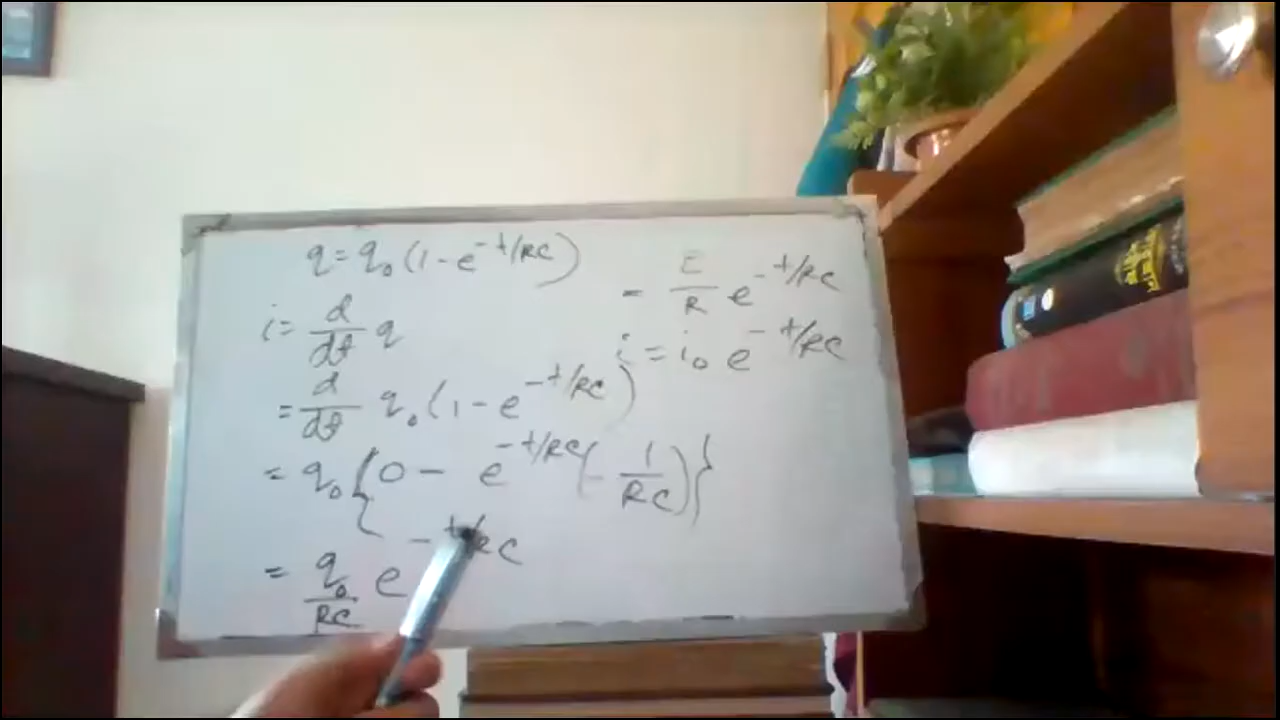 q = q₀ (1 - e^{-t/RC})
i = d/dt q
= d/dt q₀ (1 - e^{-t/RC})
= q₀ { 0 - e^{-t/RC} (- 1/RC) }
= q₀/RC e^{-t/RC}
= E/R e^{-t/RC}
i = i₀ e^{-t/RC}